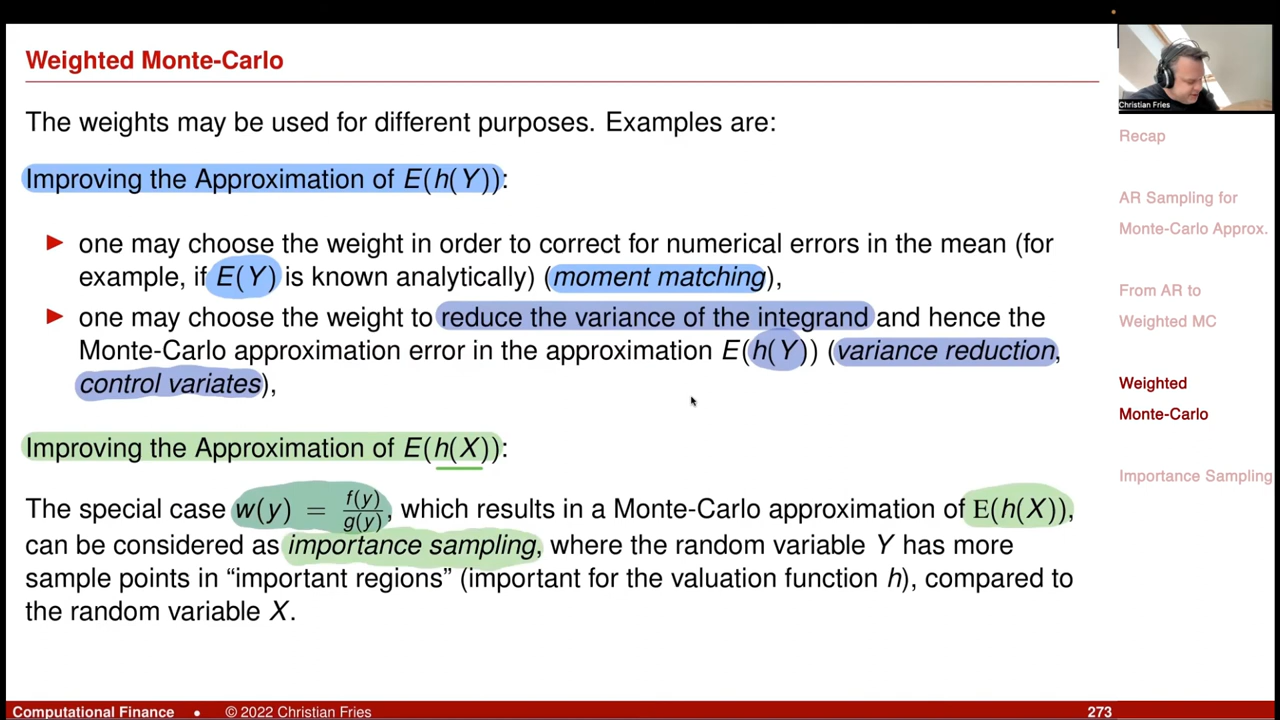 Weighted Monte-Carlo
The weights may be used for different purposes. Examples are:
Improving the Approximation of E(h(Y)):
▶ one may choose the weight in order to correct for numerical errors in the mean (for
example, if E(Y) is known analytically) (moment matching),
▶ one may choose the weight to reduce the variance of the integrand and hence the
Monte-Carlo approximation error in the approximation E(h(Y)) (variance reduction,
control variates),
Improving the Approximation of E(h(X)):
The special case w(y) = f(y)/g(y), which results in a Monte-Carlo approximation of E(h(X)),
can be considered as importance sampling, where the random variable Y has more
sample points in “important regions” (important for the valuation function h), compared to
the random variable X.
Christian Fries
Recap
AR Sampling for
Monte-Carlo Approx.
From AR to
Weighted MC
Weighted
Monte-Carlo
Importance Sampling
Computational Finance • © 2022 Christian Fries 273